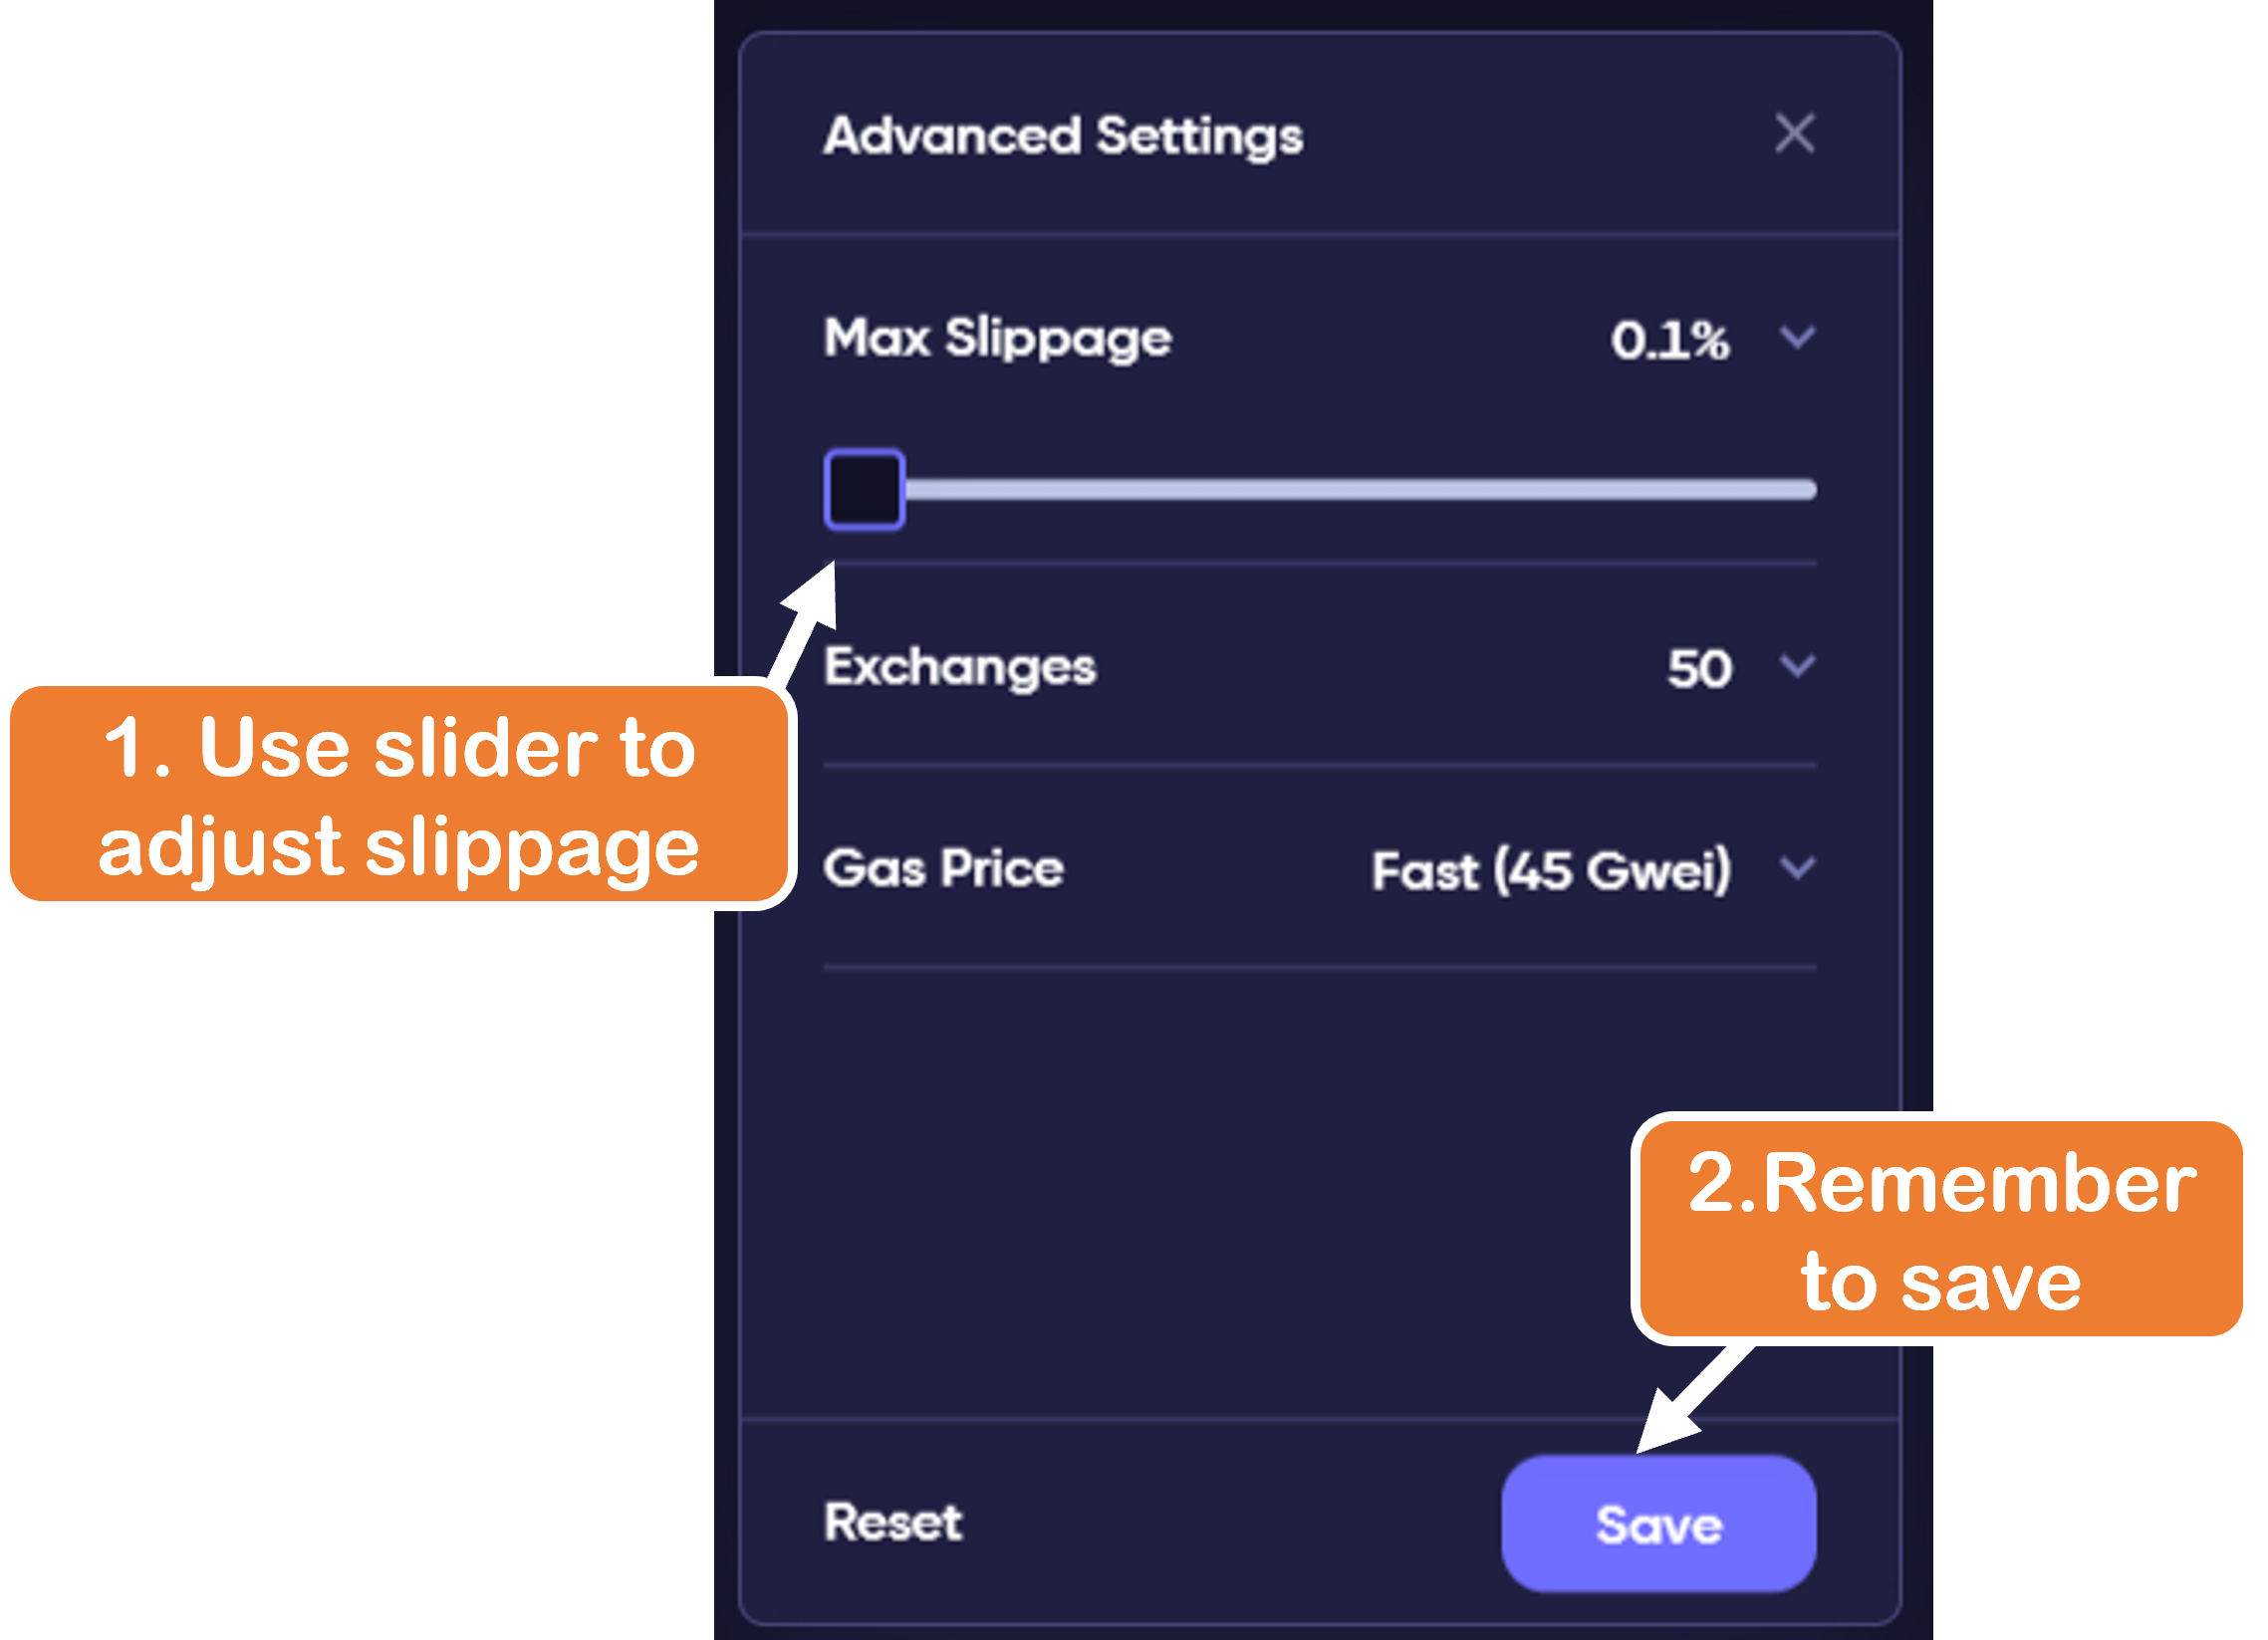 Advanced Settings
Max Slippage 0.1%
Exchanges 50
1. Use slider to
adjust slippage
Gas Price Fast (45 Gwei)
2.Remember
to save
Reset Save